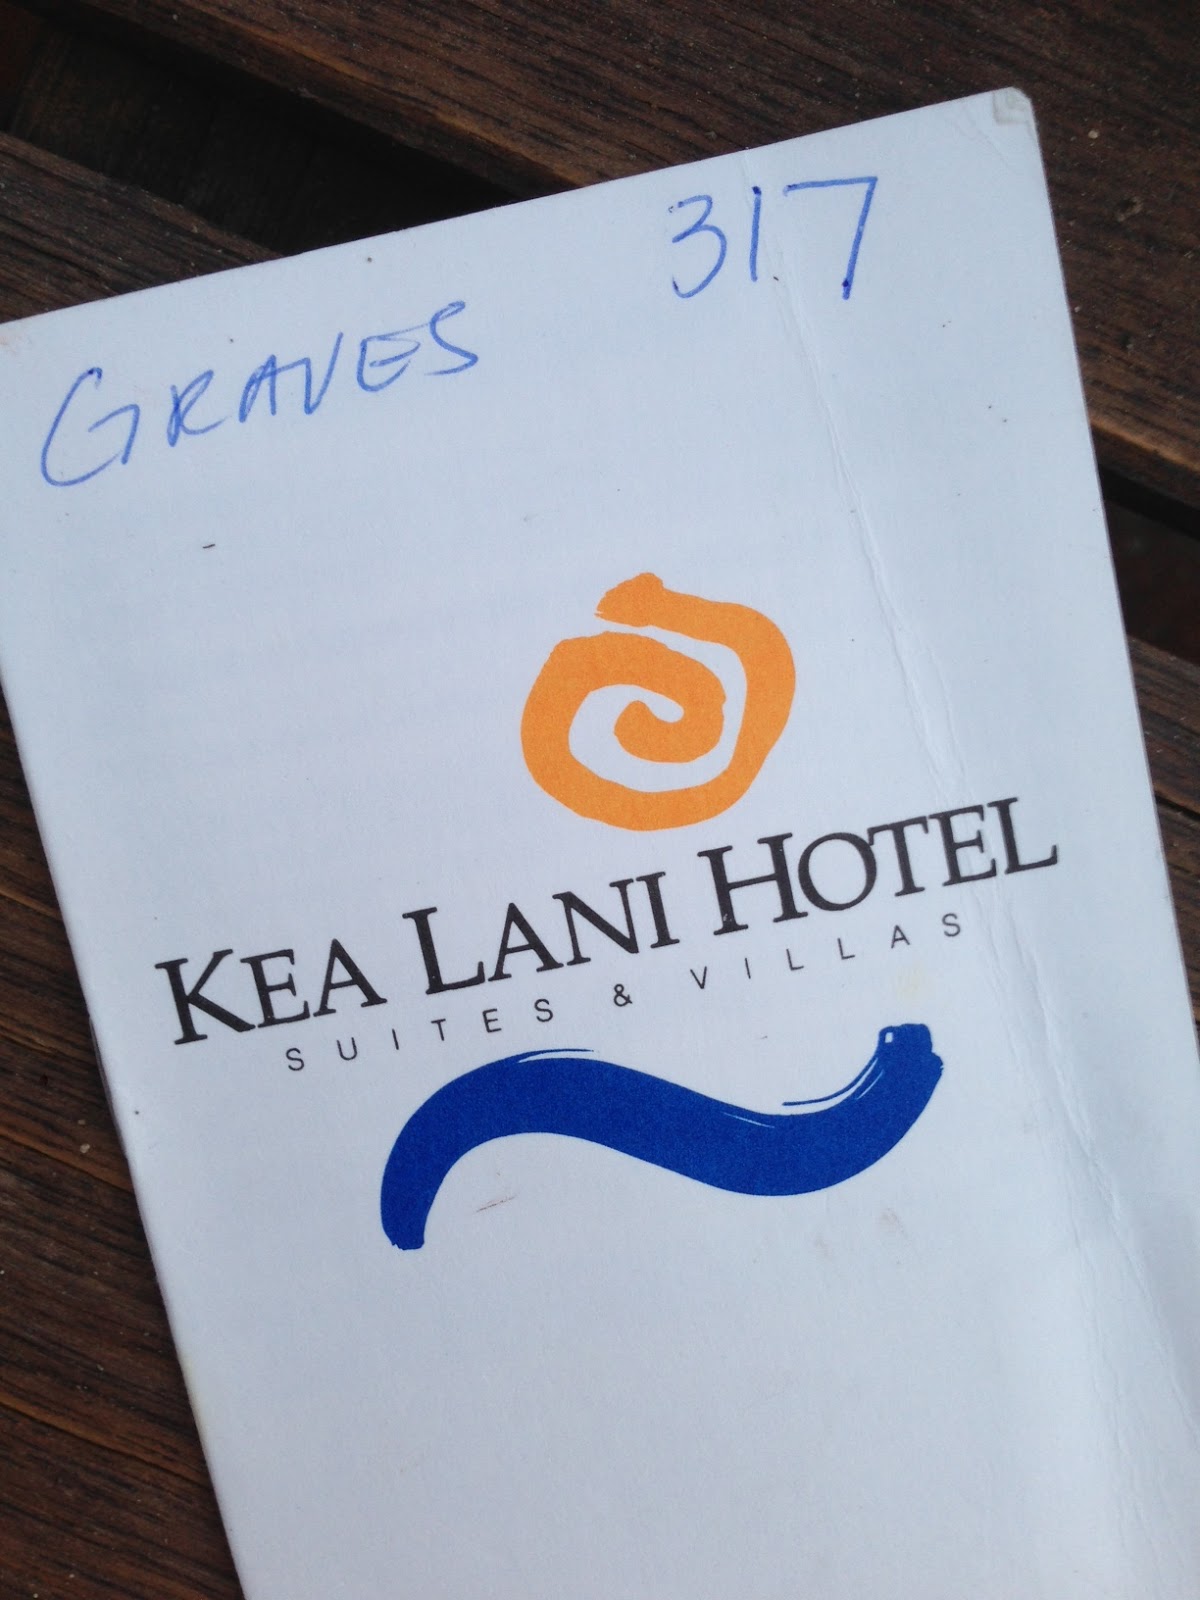 317
GRAVES
KEA LANI HOTEL
SUITES & VILLAS